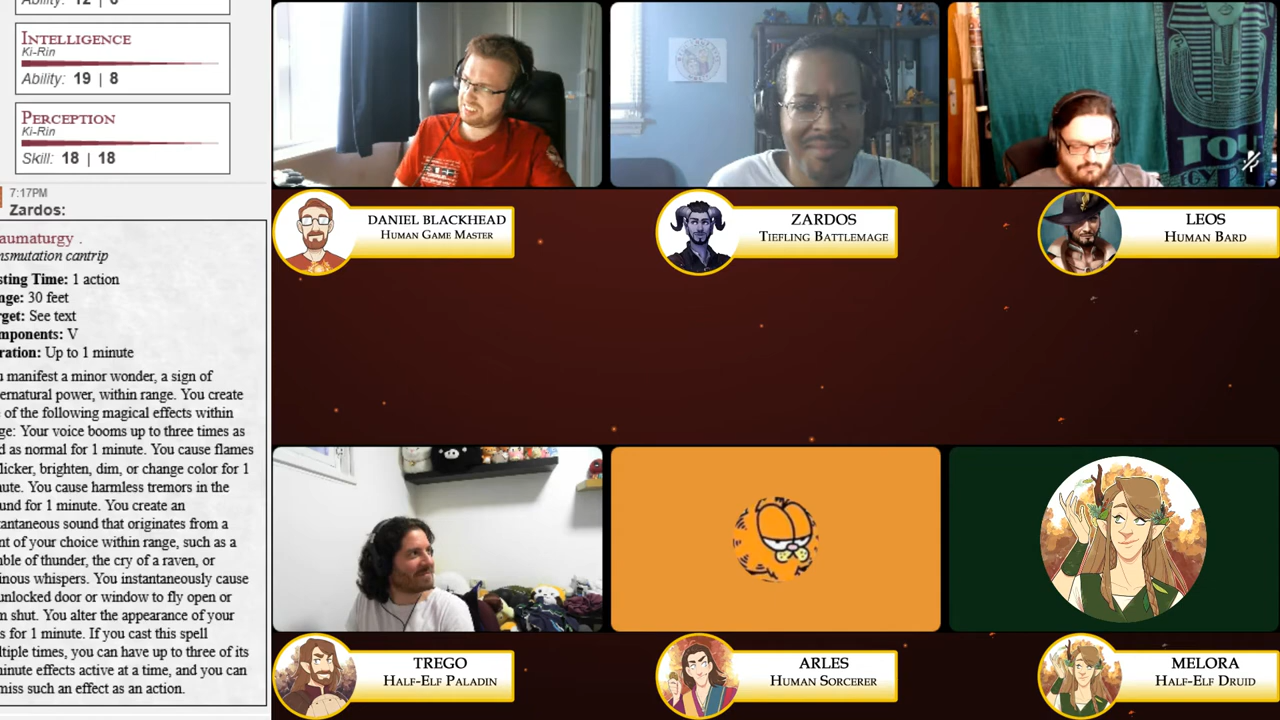 Ability: 12 | 6
INTELLIGENCE
Ki-Rin
Ability: 19 | 8
PERCEPTION
Ki-Rin
Skill: 18 | 18
7:17PM
Zardos:
aumaturgy .
nsmutation cantrip
sting Time: 1 action
nge: 30 feet
rget: See text
mponents: V
ration: Up to 1 minute
u manifest a minor wonder, a sign of
ernatural power, within range. You create
of the following magical effects within
ge: Your voice booms up to three times as
d as normal for 1 minute. You cause flames
licker, brighten, dim, or change color for 1
nute. You cause harmless tremors in the
und for 1 minute. You create an
tantaneous sound that originates from a
nt of your choice within range, such as a
mble of thunder, the cry of a raven, or
inous whispers. You instantaneously cause
unlocked door or window to fly open or
m shut. You alter the appearance of your
s for 1 minute. If you cast this spell
ltiple times, you can have up to three of its
minute effects active at a time, and you can
miss such an effect as an action.
DANIEL BLACKHEAD
HUMAN GAME MASTER
ZARDOS
TIEFLING BATTLEMAGE
LEOS
HUMAN BARD
TREGO
HALF-ELF PALADIN
ARLES
HUMAN SORCERER
MELORA
HALF-ELF DRUID